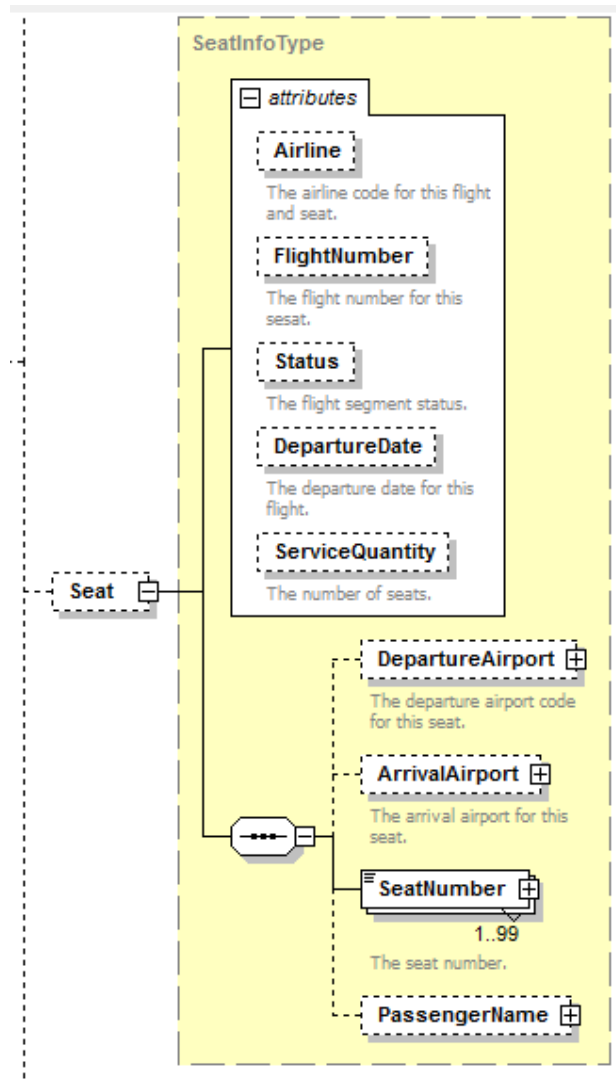 SeatInfoType
attributes
Airline
The airline code for this flight
and seat.
FlightNumber
The flight number for this
sesat.
Status
The flight segment status.
DepartureDate
The departure date for this
flight.
ServiceQuantity
The number of seats.
Seat
DepartureAirport
The departure airport code
for this seat.
ArrivalAirport
The arrival airport for this
seat.
SeatNumber
1..99
The seat number.
PassengerName